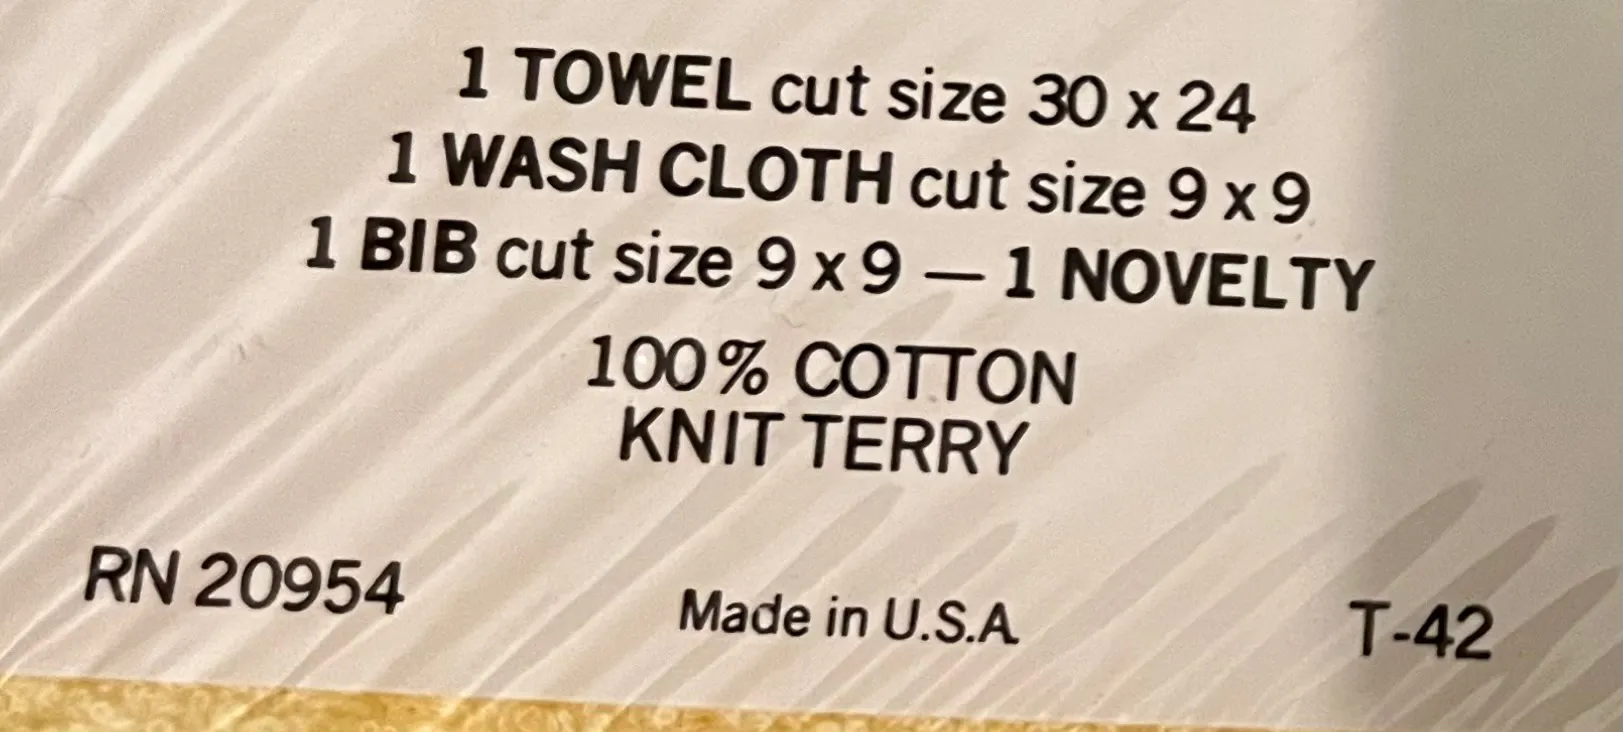 1 TOWEL cut size 30 x 24
1 WASH CLOTH cut size 9 x 9
1 BIB cut size 9 x 9 — 1 NOVELTY
100% COTTON
KNIT TERRY
RN 20954 Made in U.S.A. T-42